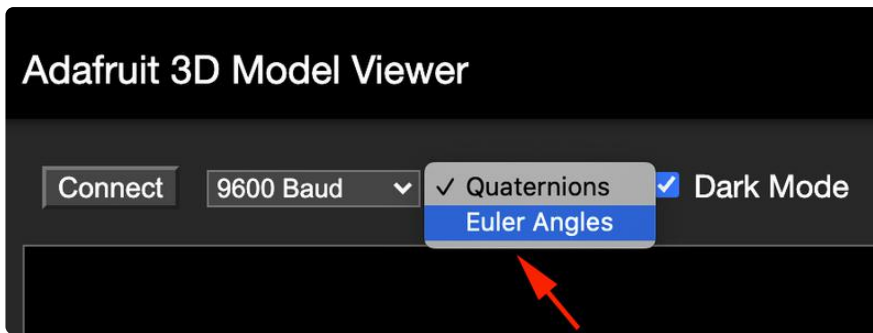 Adafruit 3D Model Viewer
Connect 9600 Baud ✓ Quaternions Dark Mode
Euler Angles